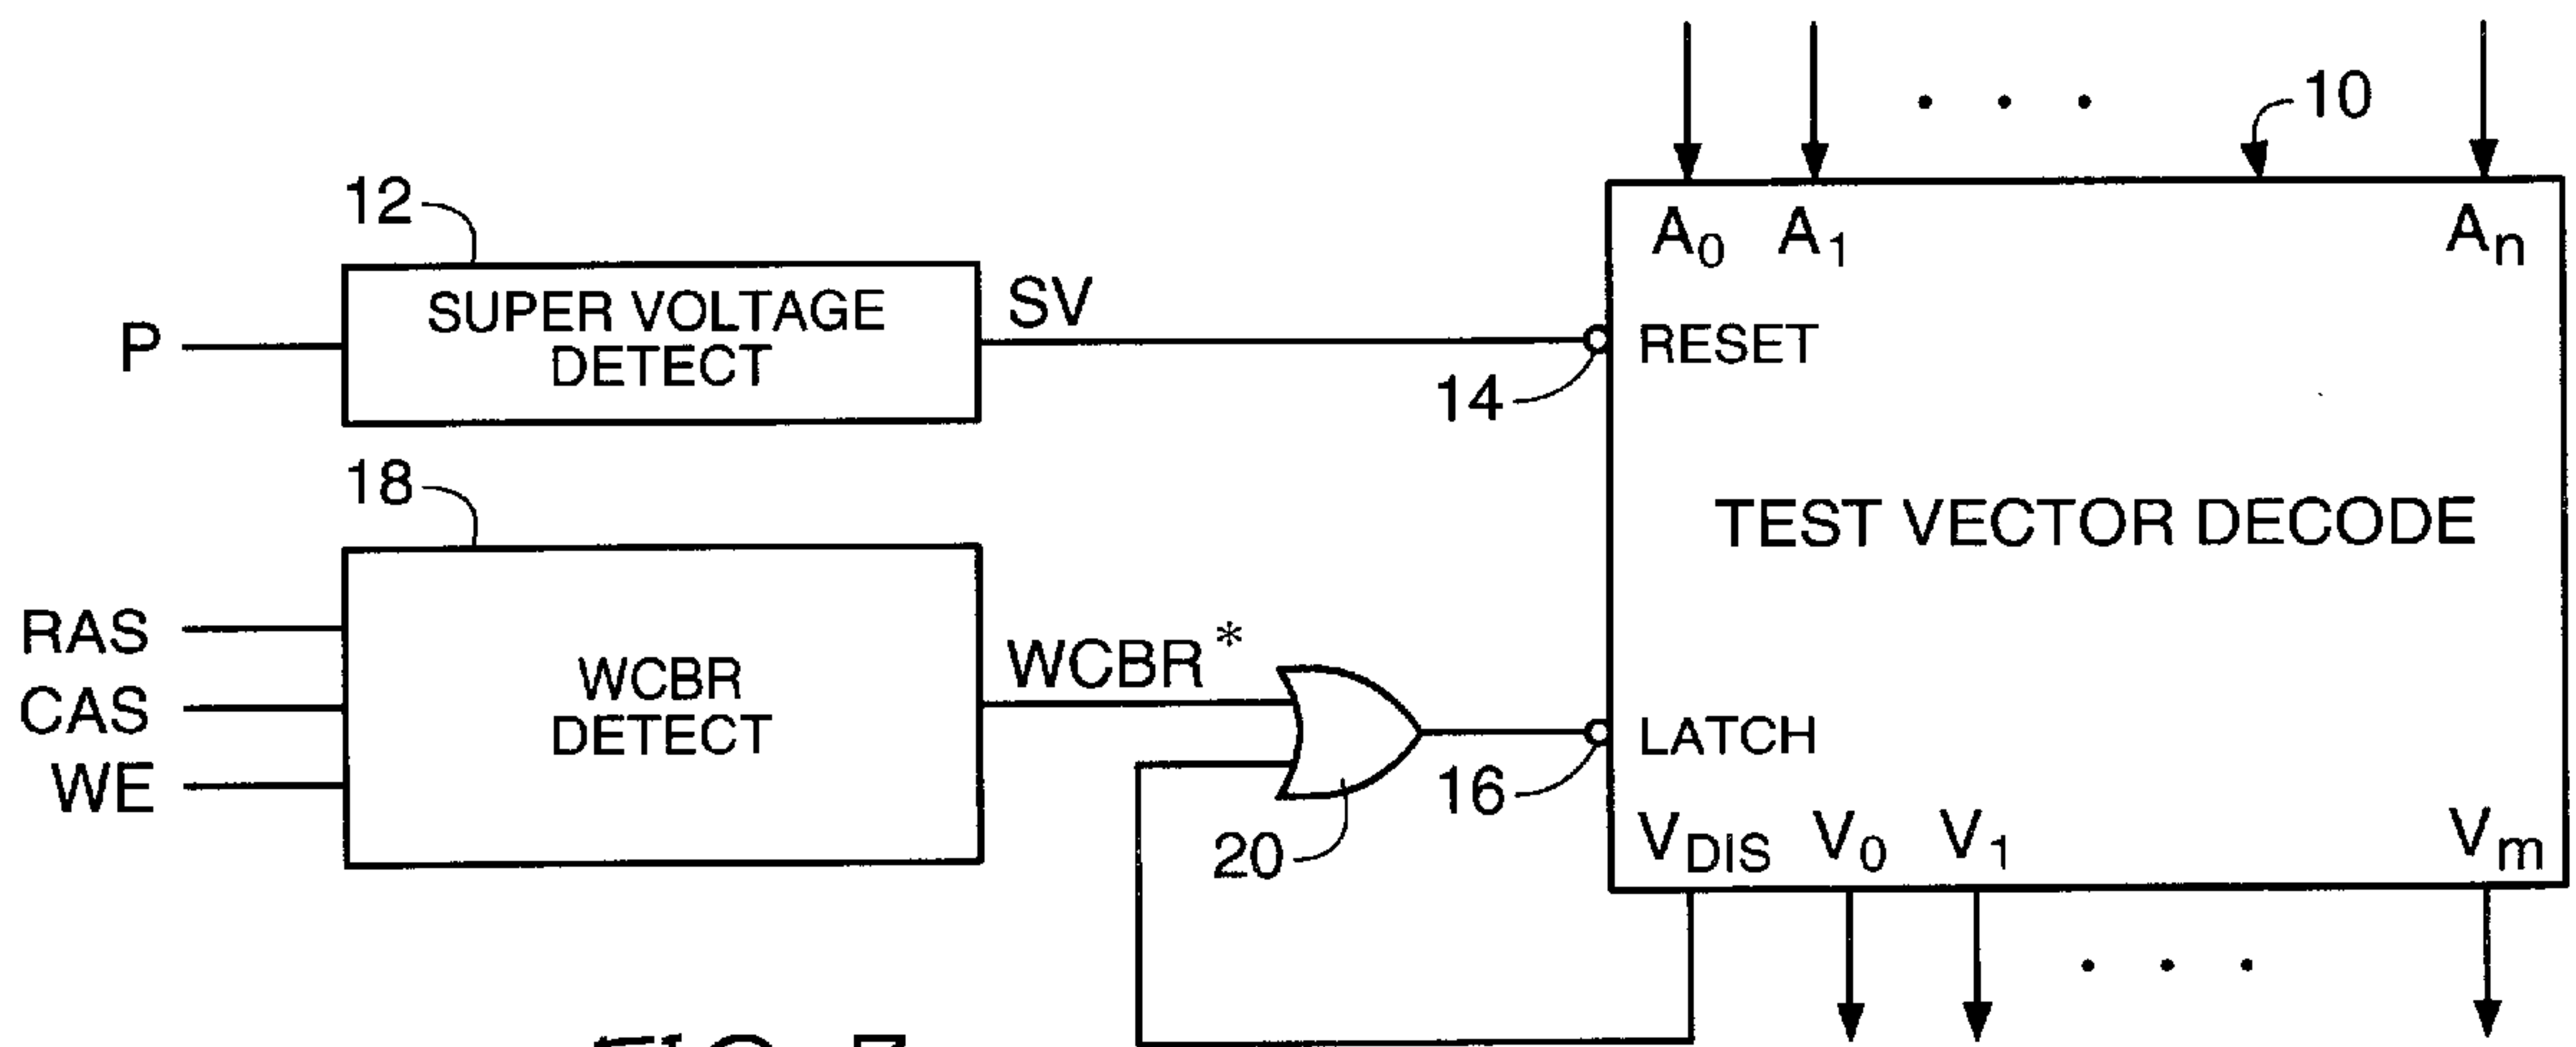 10
A0 A1 An
12
SUPER VOLTAGE
DETECT
SV
P
RESET
14
TEST VECTOR DECODE
18
RAS
CAS
WE
WCBR
DETECT
WCBR*
20
LATCH
16
VDIS V0 V1 Vm